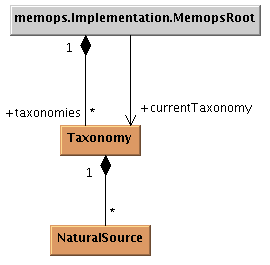 memops.Implementation.MemopsRoot
1
+taxonomies * +currentTaxonomy
Taxonomy
1
*
NaturalSource